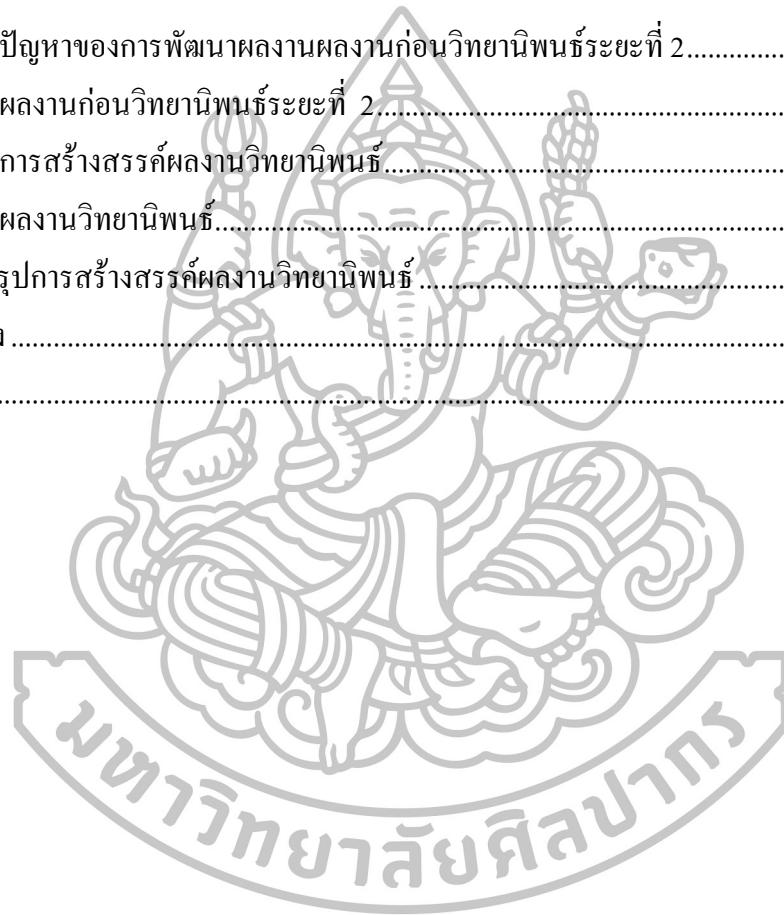 ปัญหาของการพัฒนาผลงานผลงานก่อนวิทยานิพนธ์ระยะที่ 2................
ผลงานก่อนวิทยานิพนธ์ระยะที่ 2................................................
การสร้างสรรค์ผลงานวิทยานิพนธ์................................................
ผลงานวิทยานิพนธ์................................................................
รุปการสร้างสรรค์ผลงานวิทยานิพนธ์ ..........................................
มหาวิทยาลัยศิลปากร